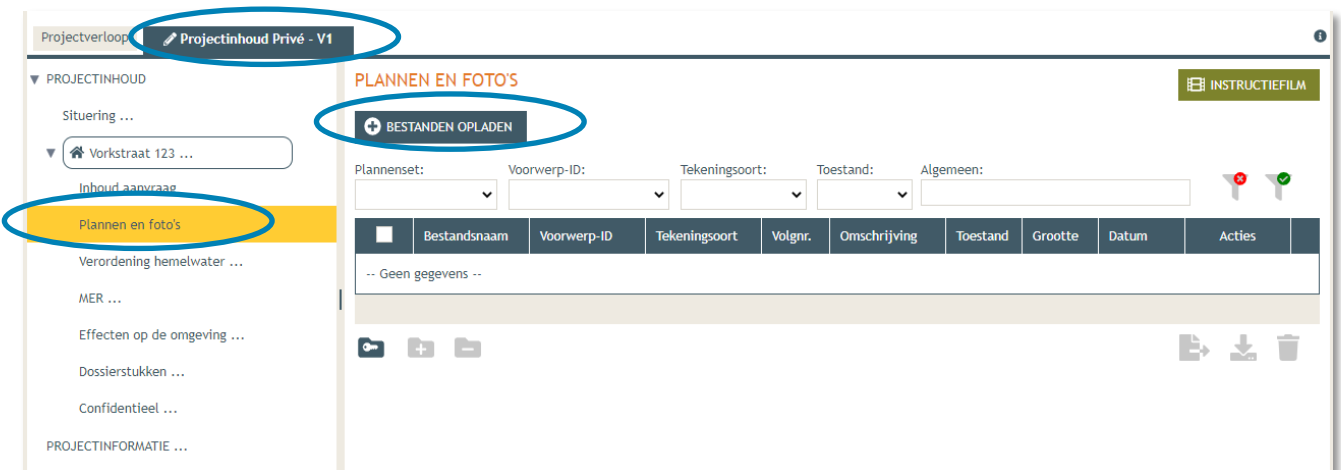 Projectverloop
Projectinhoud Privé - V1
PROJECTINHOUD
Situering ...
Vorkstraat 123 ...
Inhoud aanvraag
Plannen en foto's
Verordening hemelwater ...
MER ...
Effecten op de omgeving ...
Dossierstukken ...
Confidentieel ...
PROJECTINFORMATIE ...
PLANNEN EN FOTO'S
INSTRUCTIEFILM
BESTANDEN OPLADEN
Plannenset: Voorwerp-ID: Tekeningsoort: Toestand: Algemeen:
Bestandsnaam Voorwerp-ID Tekeningsoort Volgnr. Omschrijving Toestand Grootte Datum Acties
-- Geen gegevens --